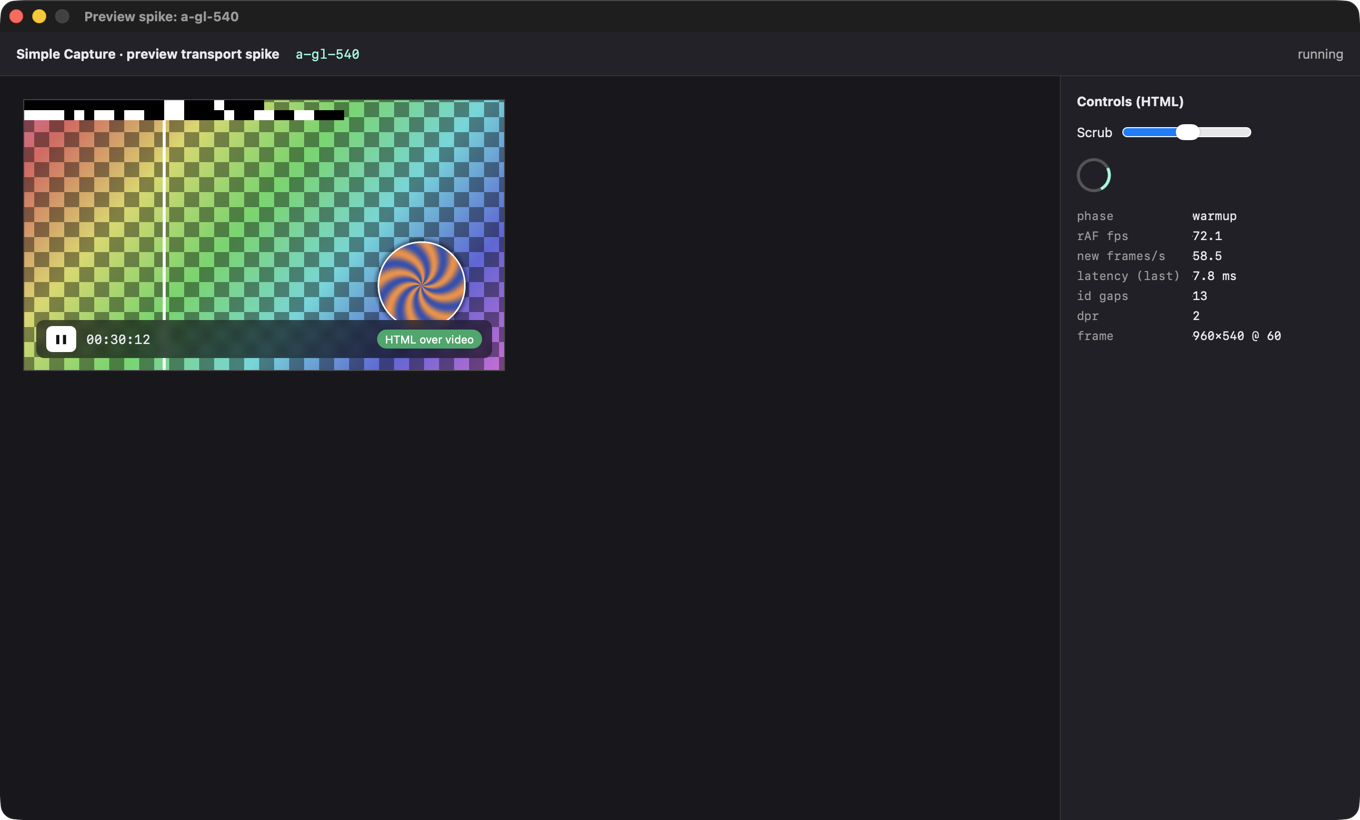 Preview spike: a-gl-540
Simple Capture · preview transport spike a-gl-540
running
Controls (HTML)
Scrub
phase warmup
rAF fps 72.1
new frames/s 58.5
latency (last) 7.8 ms
id gaps 13
dpr 2
frame 960×540 @ 60
00:30:12
HTML over video